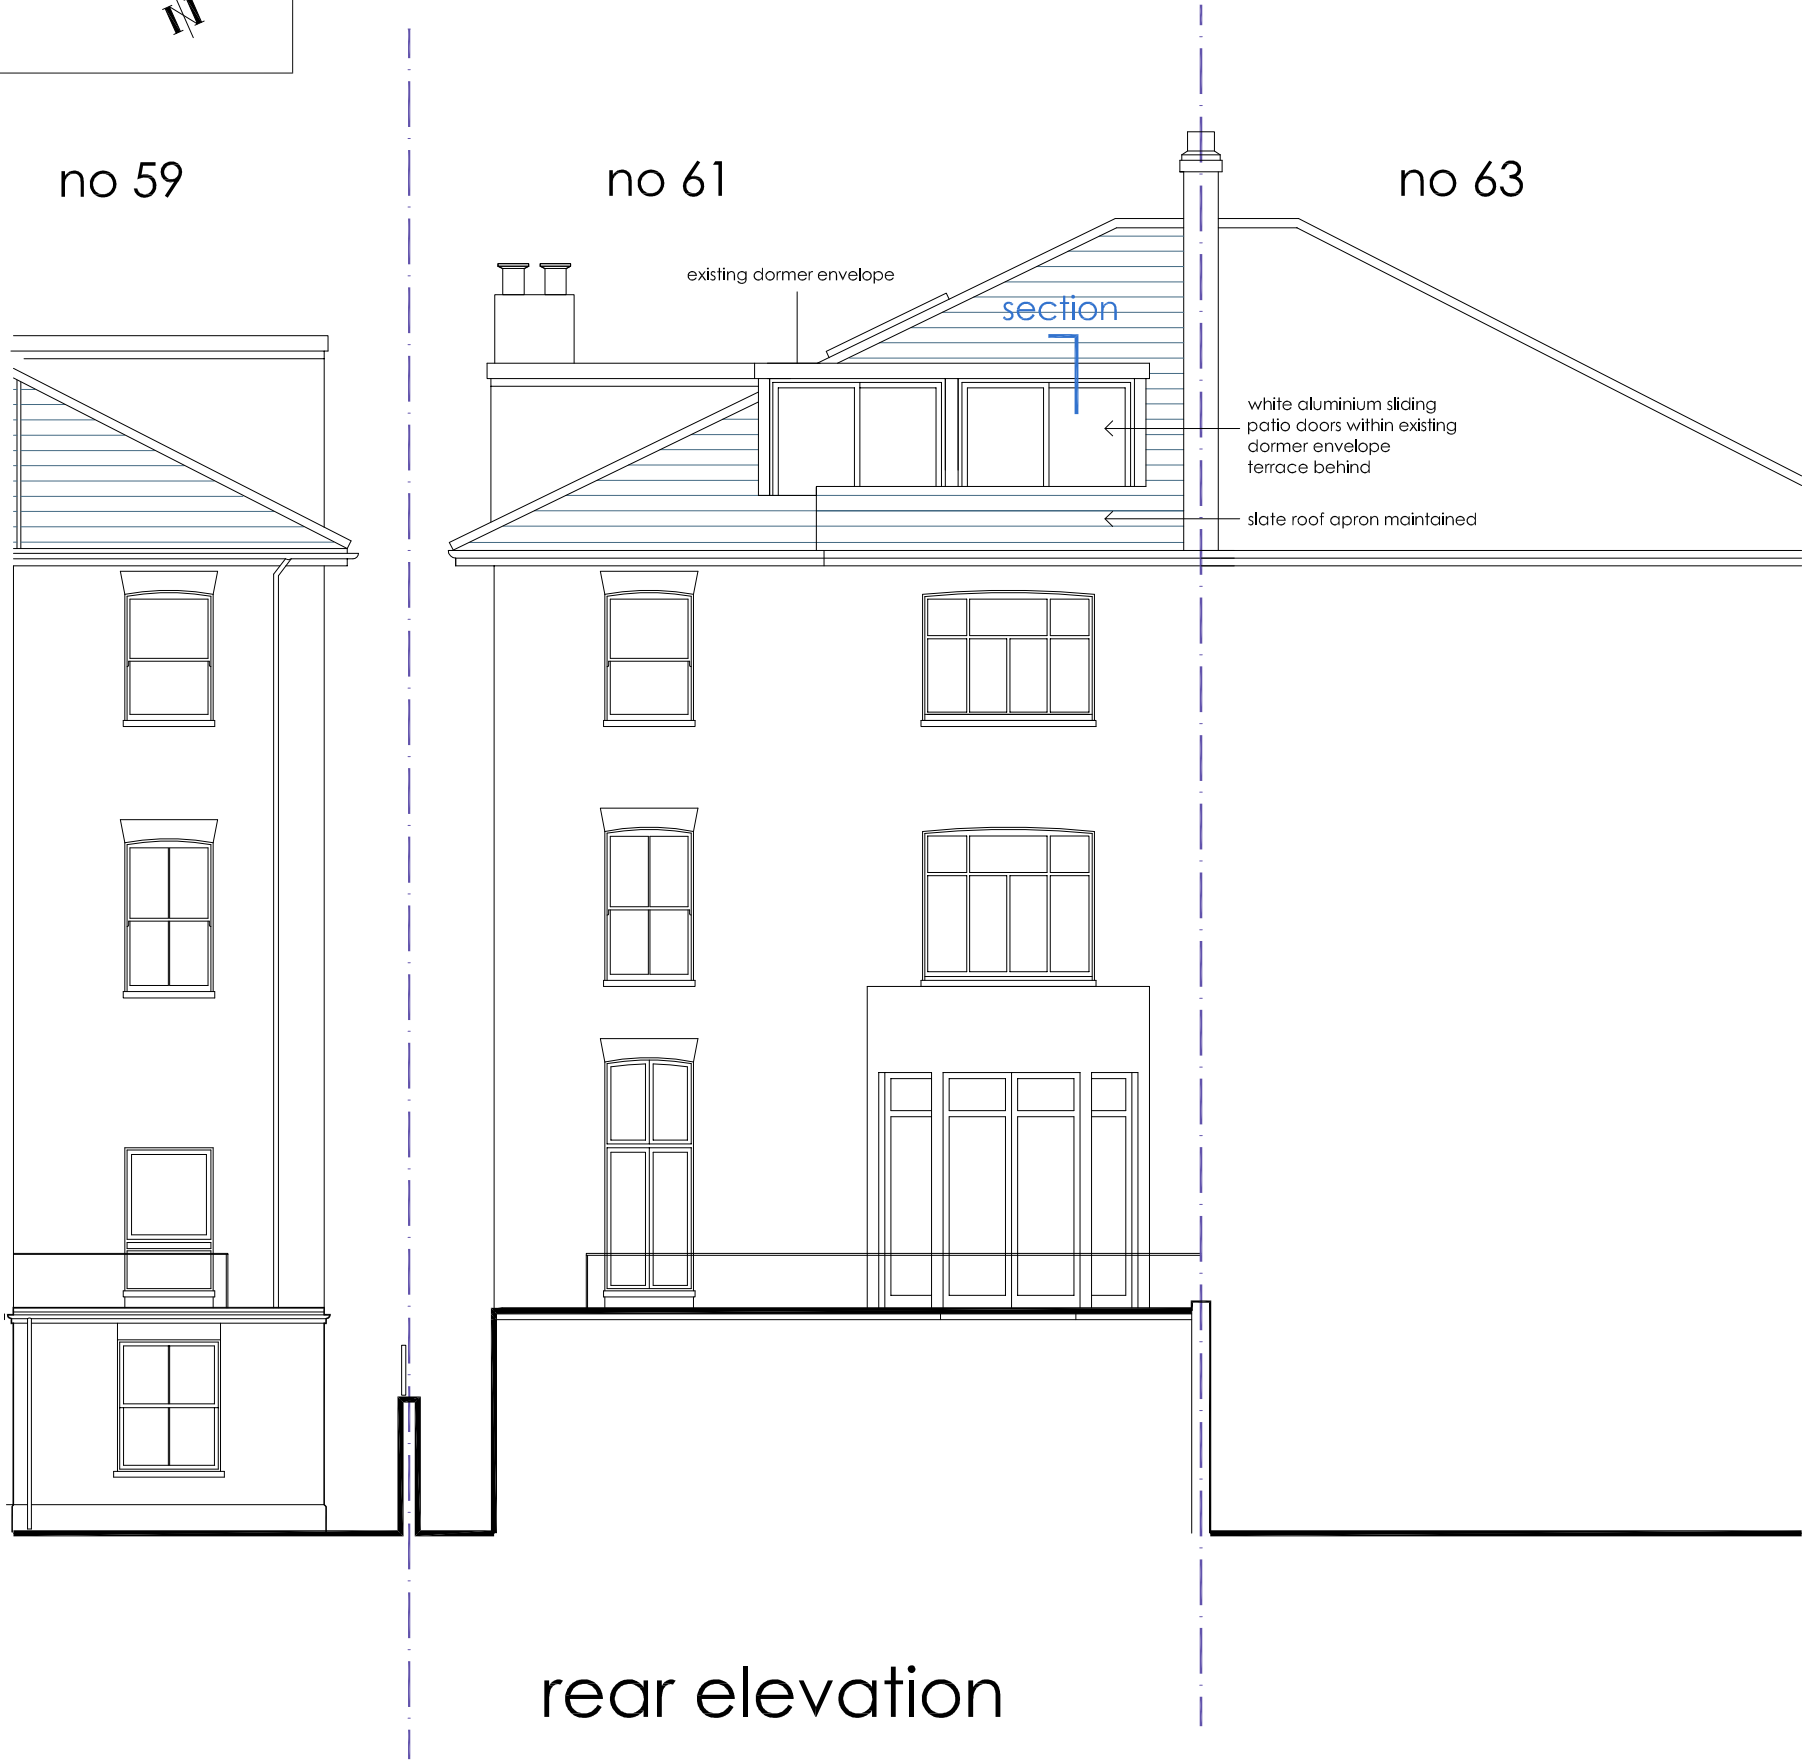 N
no 59
no 61
no 63
existing dormer envelope
section
white aluminium sliding
patio doors within existing
dormer envelope
terrace behind
slate roof apron maintained
rear elevation